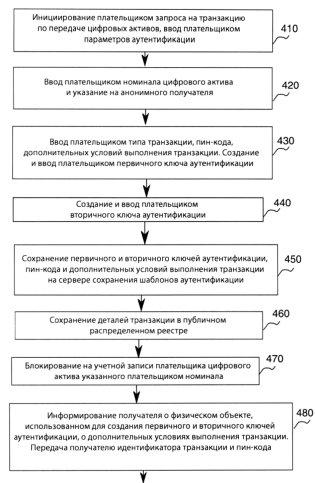 Инициирование плательщиком запроса на транзакцию
по передаче цифровых активов, ввод плательщиком
параметров аутентификации
410
Ввод плательщиком номинала цифрового актива
и указание на анонимного получателя
420
Ввод плательщиком типа транзакции, пин-кода,
дополнительных условий выполнения транзакции. Создание
и ввод плательщиком первичного ключа аутентификации
430
Создание и ввод плательщиком
вторичного ключа аутентификации
440
Сохранение первичного и вторичного ключей аутентификации,
пин-кода и дополнительных условий выполнения транзакции
на сервере сохранения шаблонов аутентификации
450
Сохранение деталей транзакции в публичном
распределенном реестре
460
Блокирование на учетной записи плательщика цифрового
актива указанного плательщиком номинала
470
Информирование получателя о физическом объекте,
использованном для создания первичного и вторичного ключей
аутентификации, о дополнительных условиях выполнения транзакции.
Передача получателю идентификатора транзакции и пин-кода
480